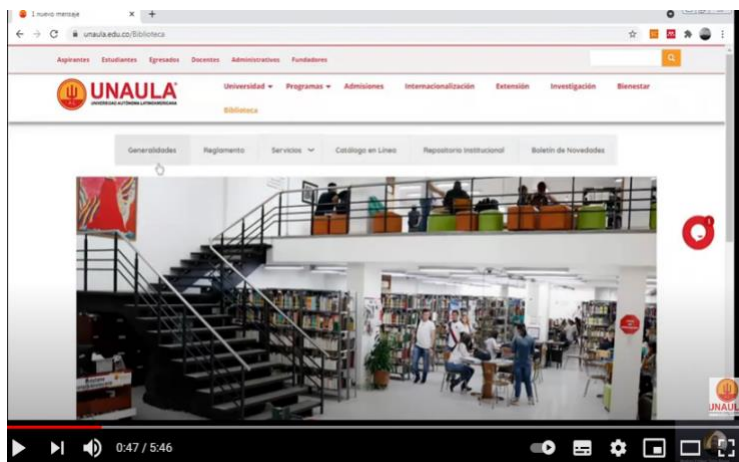 1 nuevo mensaje
unaula.edu.co/Biblioteca
Aspirantes Estudiantes Egresados Docentes Administrativos Fundadores
UNAULA
UNIVERSIDAD AUTÓNOMA LATINOAMERICANA
Universidad Programas Admisiones Internacionalización Extensión Investigación Bienestar
Biblioteca
Generalidades Reglamento Servicios Catálogo en Línea Repositorio Institucional Boletín de Novedades
1
UNAUL
0:47 / 5:46